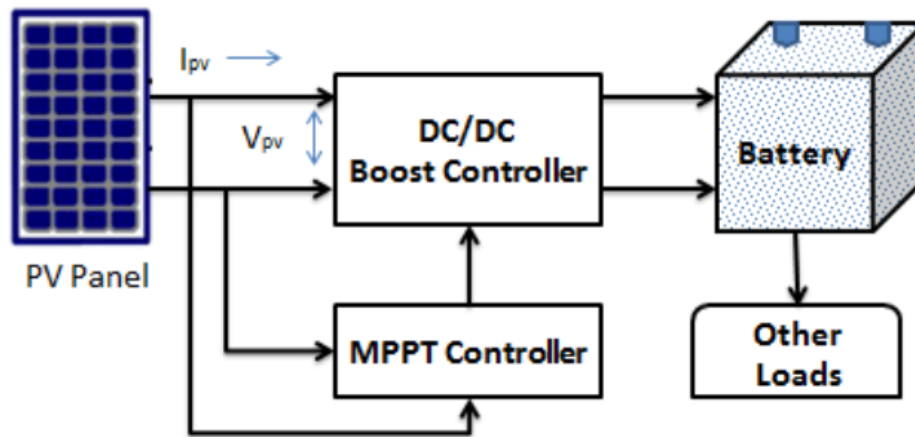 Ipv
Vpv
DC/DC
Boost Controller
Battery
PV Panel
MPPT Controller
Other
Loads